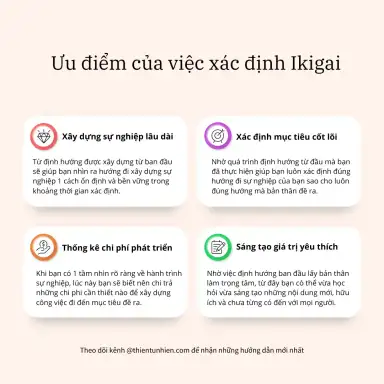 Ưu điểm của việc xác định Ikigai
Xây dựng sự nghiệp lâu dài
Từ định hướng được xây dựng từ ban đầu
sẽ giúp bạn nhìn ra hướng đi xây dựng sự
nghiệp 1 cách ổn định và bền vững trong
khoảng thời gian xác định.
Xác định mục tiêu cốt lõi
Nhờ quá trình định hướng từ đầu mà bạn
đã thực hiện giúp bạn luôn xác định đúng
hướng đi sự nghiệp của bạn sao cho luôn
đúng hướng mà bản thân đề ra.
Thống kê chi phí phát triển
Khi bạn có 1 tầm nhìn rõ ràng về hành trình
sự nghiệp, lúc này bạn sẽ biết nên chi trả
những chi phí cần thiết nào để xây dựng
công việc đi đến mục tiêu đề ra.
Sáng tạo giá trị yêu thích
Nhờ việc định hướng ban đầu lấy bản thân
làm trọng tâm, từ đây bạn có thể vừa học
hỏi vừa sáng tạo những nội dung mới, hữu
ích và chưa từng có đến với mọi người.
Theo dõi kênh @thientunhien.com để nhận những hướng dẫn mới nhất